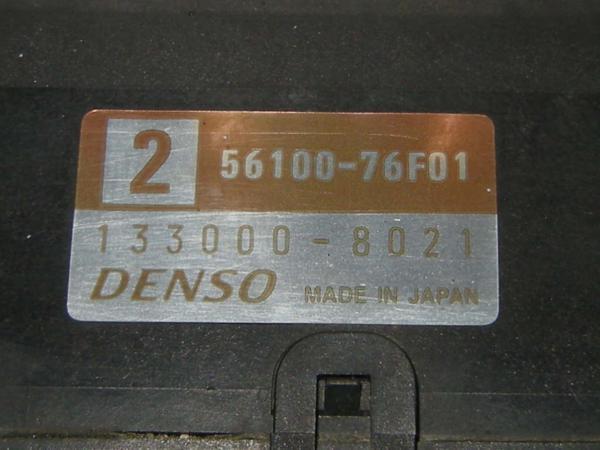 2 56100-76F01
133000-8021
DENSO MADE IN JAPAN